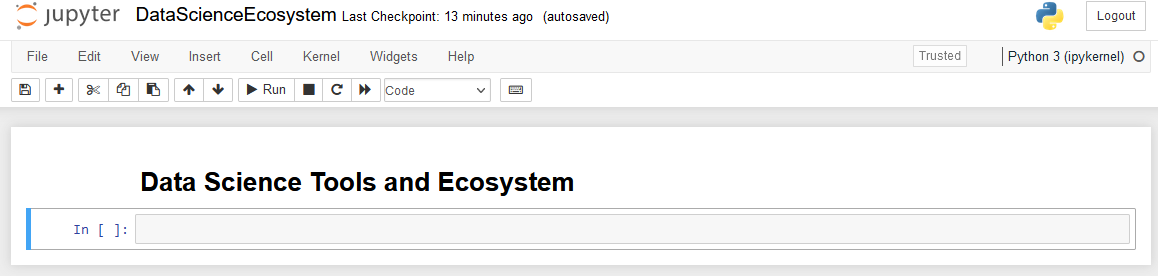 jupyter DataScienceEcosystem Last Checkpoint: 13 minutes ago (autosaved) Logout
File Edit View Insert Cell Kernel Widgets Help Trusted Python 3 (ipykernel)
Run Code
Data Science Tools and Ecosystem
In [ ]: